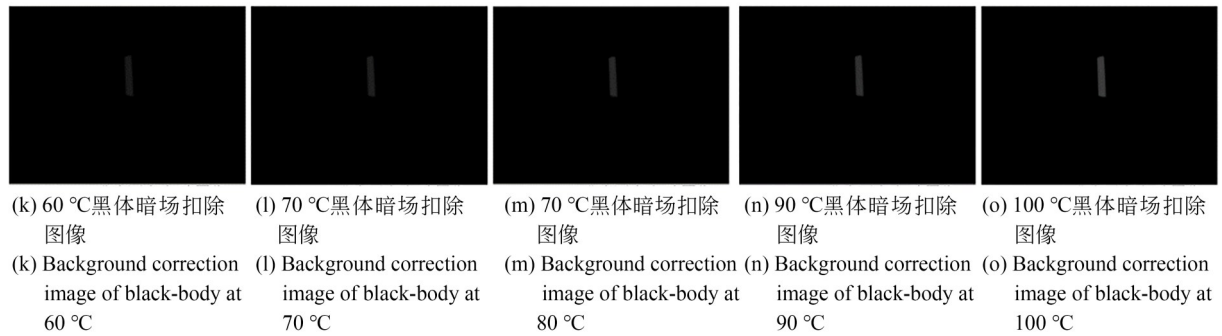 (k) 60 ℃黑体暗场扣除
图像
(k) Background correction
image of black-body at
60 ℃
(l) 70 ℃黑体暗场扣除
图像
(l) Background correction
image of black-body at
70 ℃
(m) 70 ℃黑体暗场扣除
图像
(m) Background correction
image of black-body at
80 ℃
(n) 90 ℃黑体暗场扣除
图像
(n) Background correction
image of black-body at
90 ℃
(o) 100 ℃黑体暗场扣除
图像
(o) Background correction
image of black-body at
100 ℃